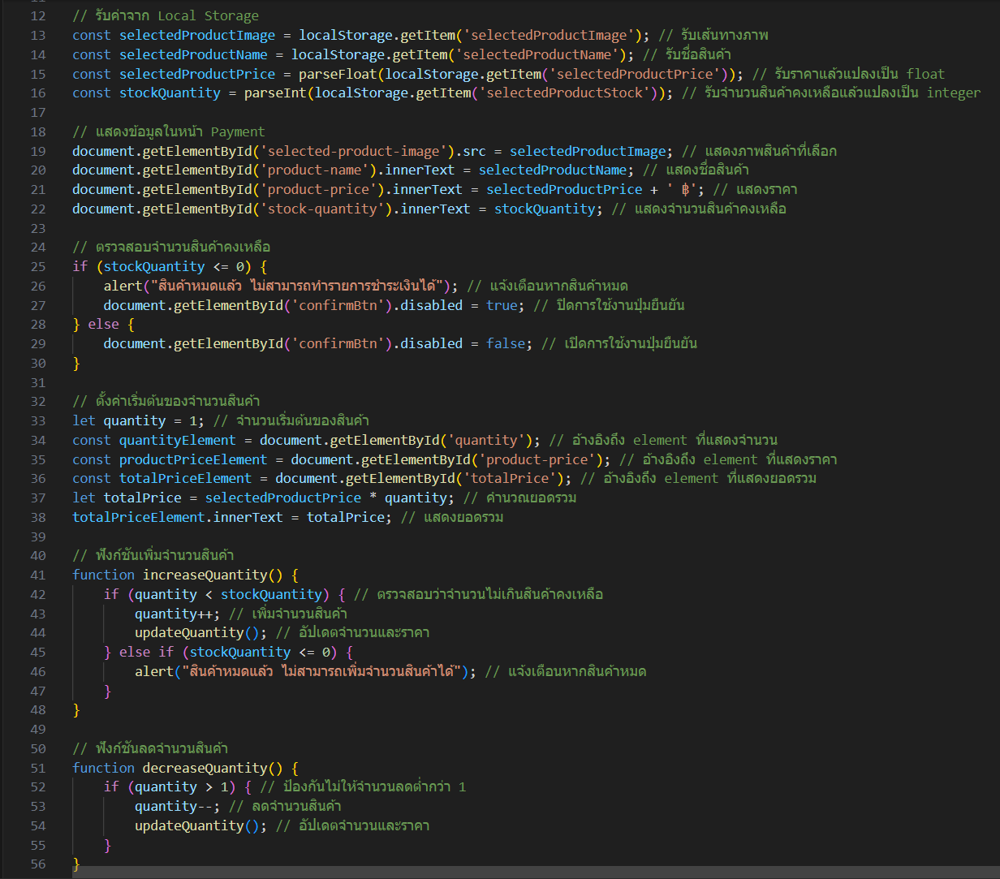 12 // รับค่าจาก Local Storage
13 const selectedProductImage = localStorage.getItem('selectedProductImage'); // รับเส้นทางภาพ
14 const selectedProductName = localStorage.getItem('selectedProductName'); // รับชื่อสินค้า
15 const selectedProductPrice = parseFloat(localStorage.getItem('selectedProductPrice')); // รับราคาแล้วแปลงเป็น float
16 const stockQuantity = parseInt(localStorage.getItem('selectedProductStock')); // รับจำนวนสินค้าคงเหลือแล้วแปลงเป็น integer
17
18 // แสดงข้อมูลในหน้า Payment
19 document.getElementById('selected-product-image').src = selectedProductImage; // แสดงภาพสินค้าที่เลือก
20 document.getElementById('product-name').innerText = selectedProductName; // แสดงชื่อสินค้า
21 document.getElementById('product-price').innerText = selectedProductPrice + ' ฿'; // แสดงราคา
22 document.getElementById('stock-quantity').innerText = stockQuantity; // แสดงจำนวนสินค้าคงเหลือ
23
24 // ตรวจสอบจำนวนสินค้าคงเหลือ
25 if (stockQuantity <= 0) {
26     alert("สินค้าหมดแล้ว ไม่สามารถทำรายการชำระเงินได้"); // แจ้งเตือนหากสินค้าหมด
27     document.getElementById('confirmBtn').disabled = true; // ปิดการใช้งานปุ่มยืนยัน
28 } else {
29     document.getElementById('confirmBtn').disabled = false; // เปิดการใช้งานปุ่มยืนยัน
30 }
31
32 // ตั้งค่าเริ่มต้นของจำนวนสินค้า
33 let quantity = 1; // จำนวนเริ่มต้นของสินค้า
34 const quantityElement = document.getElementById('quantity'); // อ้างอิงถึง element ที่แสดงจำนวน
35 const productPriceElement = document.getElementById('product-price'); // อ้างอิงถึง element ที่แสดงราคา
36 const totalPriceElement = document.getElementById('totalPrice'); // อ้างอิงถึง element ที่แสดงยอดรวม
37 let totalPrice = selectedProductPrice * quantity; // คำนวณยอดรวม
38 totalPriceElement.innerText = totalPrice; // แสดงยอดรวม
39
40 // ฟังก์ชันเพิ่มจำนวนสินค้า
41 function increaseQuantity() {
42     if (quantity < stockQuantity) { // ตรวจสอบว่าจำนวนไม่เกินสินค้าคงเหลือ
43         quantity++; // เพิ่มจำนวนสินค้า
44         updateQuantity(); // อัปเดตจำนวนและราคา
45     } else if (stockQuantity <= 0) {
46         alert("สินค้าหมดแล้ว ไม่สามารถเพิ่มจำนวนสินค้าได้"); // แจ้งเตือนหากสินค้าหมด
47     }
48 }
49
50 // ฟังก์ชันลดจำนวนสินค้า
51 function decreaseQuantity() {
52     if (quantity > 1) { // ป้องกันไม่ให้จำนวนลดต่ำกว่า 1
53         quantity--; // ลดจำนวนสินค้า
54         updateQuantity(); // อัปเดตจำนวนและราคา
55     }
56 }